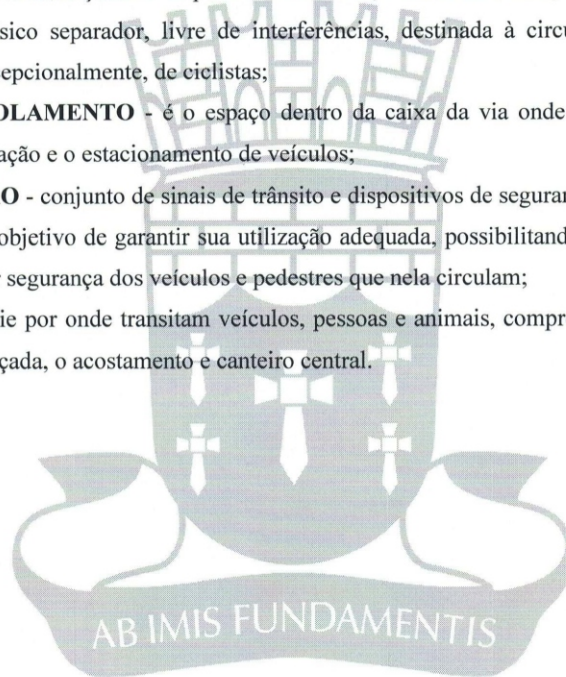 sico separador, livre de interferências, destinada à circu
epcionalmente, de ciclistas;
OLAMENTO - é o espaço dentro da caixa da via onde
ação e o estacionamento de veículos;
O - conjunto de sinais de trânsito e dispositivos de seguran
objetivo de garantir sua utilização adequada, possibilitand
segurança dos veículos e pedestres que nela circulam;
ie por onde transitam veículos, pessoas e animais, compr
çada, o acostamento e canteiro central.
AB IMIS FUNDAMENTIS